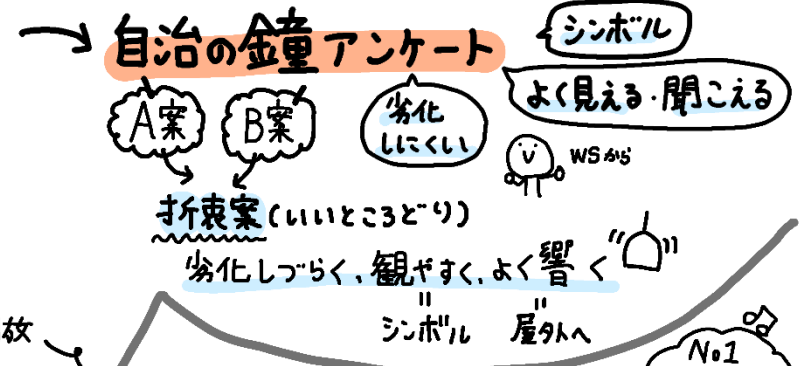 自治の鐘アンケート
シンボル
よく見える・聞こえる
劣化
しにくい
A案
B案
WSから
折衷案(いいところどり)
劣化しづらく、観やすく、よく響く
シンボル
屋外へ
放
No1